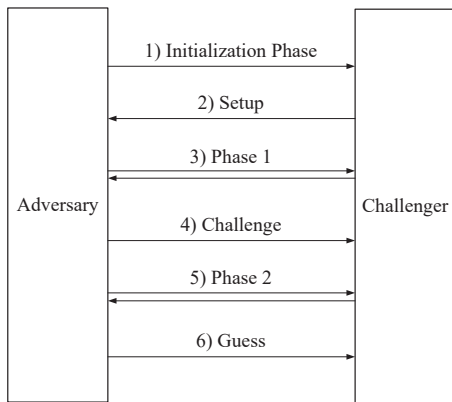 1) Initialization Phase
2) Setup
3) Phase 1
Adversary
Challenger
4) Challenge
5) Phase 2
6) Guess